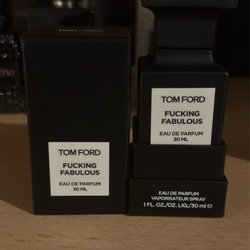 TOM FORD
FUCKING
FABULOUS
EAU DE PARFUM
30 ML
TOM FORD
FUCKING
FABULOUS
EAU DE PARFUM
30 ML
EAU DE PARFUM
VAPORISATEUR SPRAY
1 FL. OZ./OZ. LIQ./30 ml ℮